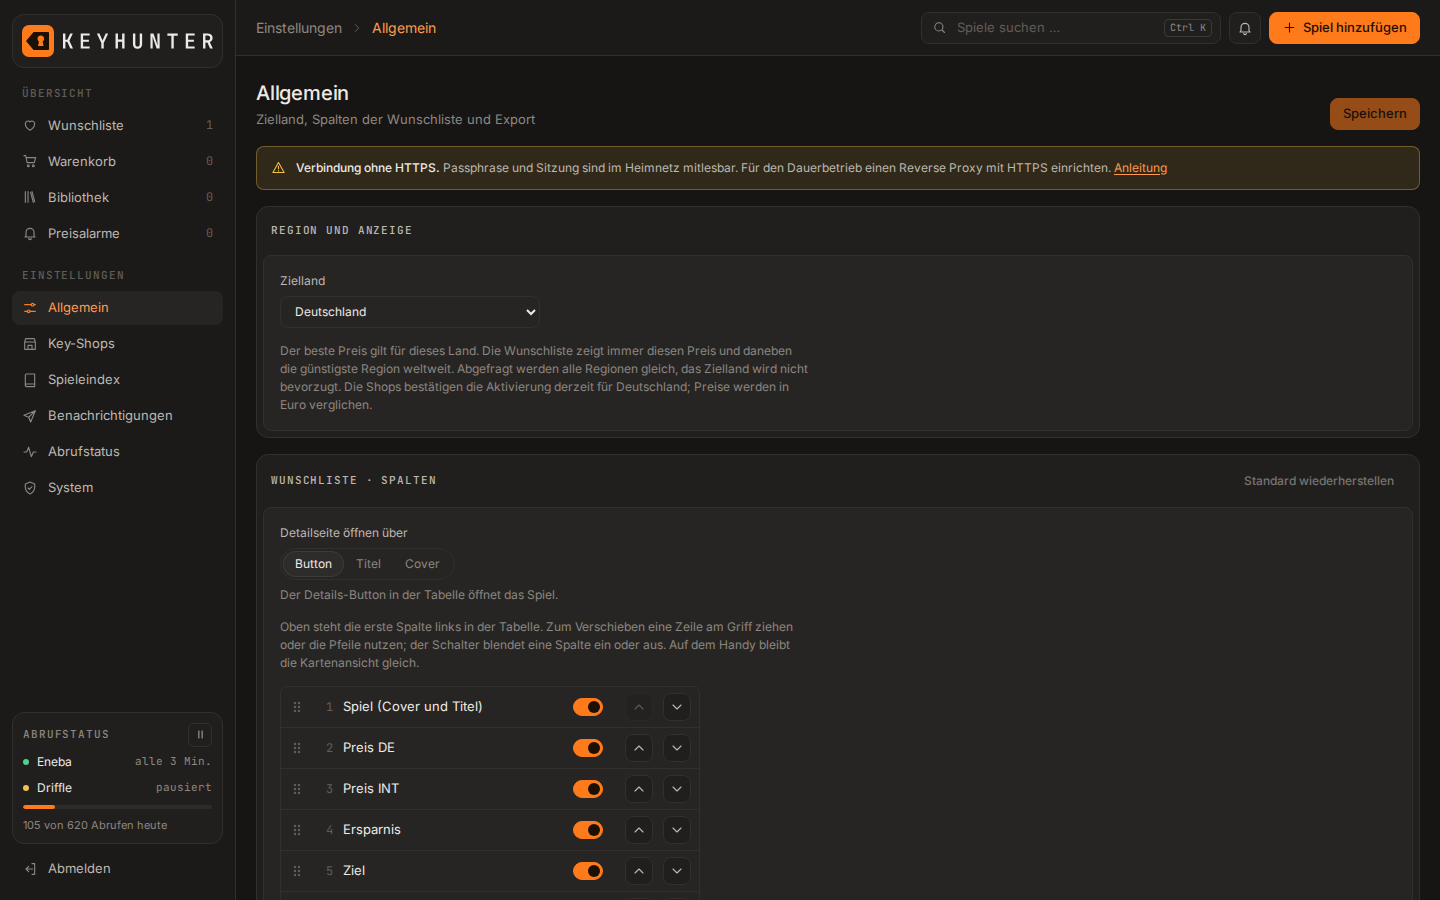 KEYHUNTER
ÜBERSICHT
Wunschliste 1
Warenkorb 0
Bibliothek 0
Preisalarme 0
EINSTELLUNGEN
Allgemein
Key-Shops
Spieleindex
Benachrichtigungen
Abrufstatus
System
ABRUFSTATUS
Eneba alle 3 Min.
Driffle pausiert
105 von 620 Abrufen heute
Abmelden
Einstellungen > Allgemein
Spiele suchen ... Ctrl K
+ Spiel hinzufügen
Allgemein
Zielland, Spalten der Wunschliste und Export
Speichern
Verbindung ohne HTTPS. Passphrase und Sitzung sind im Heimnetz mitlesbar. Für den Dauerbetrieb einen Reverse Proxy mit HTTPS einrichten. Anleitung
REGION UND ANZEIGE
Zielland
Deutschland
Der beste Preis gilt für dieses Land. Die Wunschliste zeigt immer diesen Preis und daneben
die günstigste Region weltweit. Abgefragt werden alle Regionen gleich, das Zielland wird nicht
bevorzugt. Die Shops bestätigen die Aktivierung derzeit für Deutschland; Preise werden in
Euro verglichen.
WUNSCHLISTE · SPALTEN
Standard wiederherstellen
Detailseite öffnen über
Button Titel Cover
Der Details-Button in der Tabelle öffnet das Spiel.
Oben steht die erste Spalte links in der Tabelle. Zum Verschieben eine Zeile am Griff ziehen
oder die Pfeile nutzen; der Schalter blendet eine Spalte ein oder aus. Auf dem Handy bleibt
die Kartenansicht gleich.
1 Spiel (Cover und Titel)
2 Preis DE
3 Preis INT
4 Ersparnis
5 Ziel